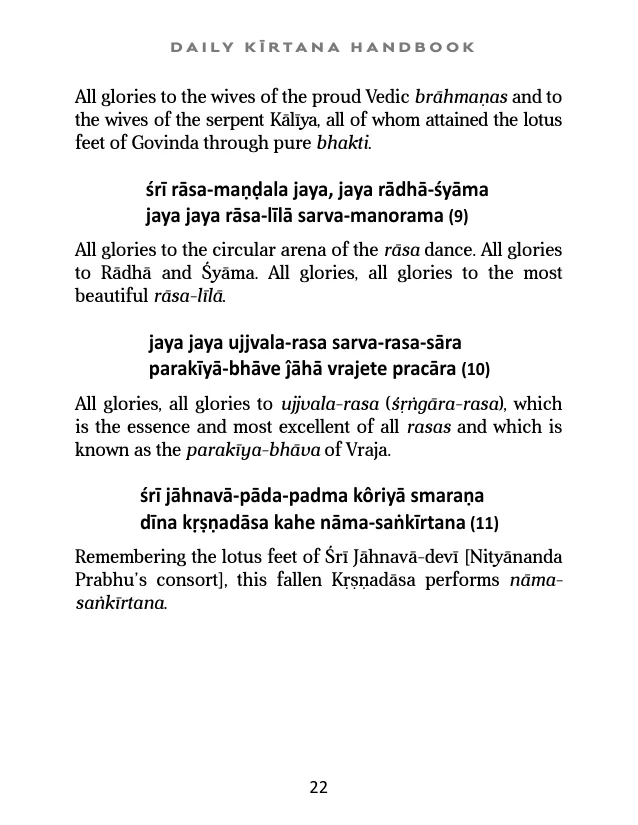 DAILY KĪRTANA HANDBOOK
All glories to the wives of the proud Vedic brāhmaṇas and to
the wives of the serpent Kālīya, all of whom attained the lotus
feet of Govinda through pure bhakti.
śrī rāsa-maṇḍala jaya, jaya rādhā-śyāma
jaya jaya rāsa-līlā sarva-manorama (9)
All glories to the circular arena of the rāsa dance. All glories
to Rādhā and Śyāma. All glories, all glories to the most
beautiful rāsa-līlā.
jaya jaya ujjvala-rasa sarva-rasa-sāra
parakīyā-bhāve ĵāhā vrajete pracāra (10)
All glories, all glories to ujjvala-rasa (śṛṅgāra-rasa), which
is the essence and most excellent of all rasas and which is
known as the parakīya-bhāva of Vraja.
śrī jāhnavā-pāda-padma kôriyā smaraṇa
dīna kṛṣṇadāsa kahe nāma-saṅkīrtana (11)
Remembering the lotus feet of Śrī Jāhnavā-devī [Nityānanda
Prabhu's consort], this fallen Kṛṣṇadāsa performs nāma-
saṅkīrtana.
22